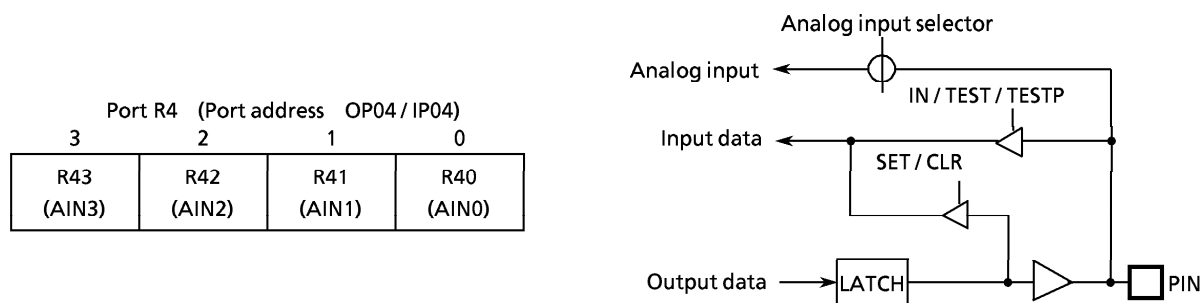 Port R4 (Port address OP04 / IP04)
3 2 1 0
R43 R42 R41 R40
(AIN3) (AIN2) (AIN1) (AIN0)
Analog input selector
Analog input
IN / TEST / TESTP
Input data
SET / CLR
Output data
LATCH
PIN